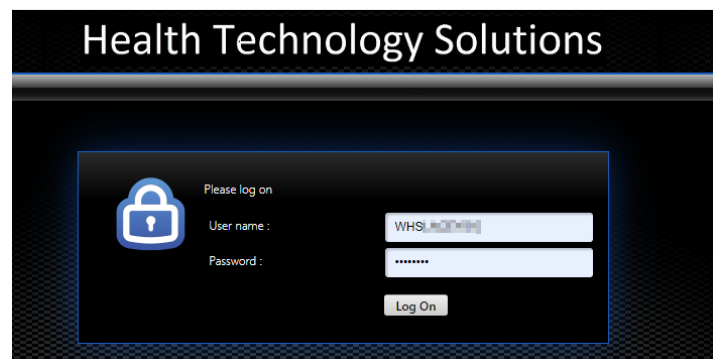 Health Technology Solutions
Please log on
User name :
WHS
Password :
••••••••
Log On